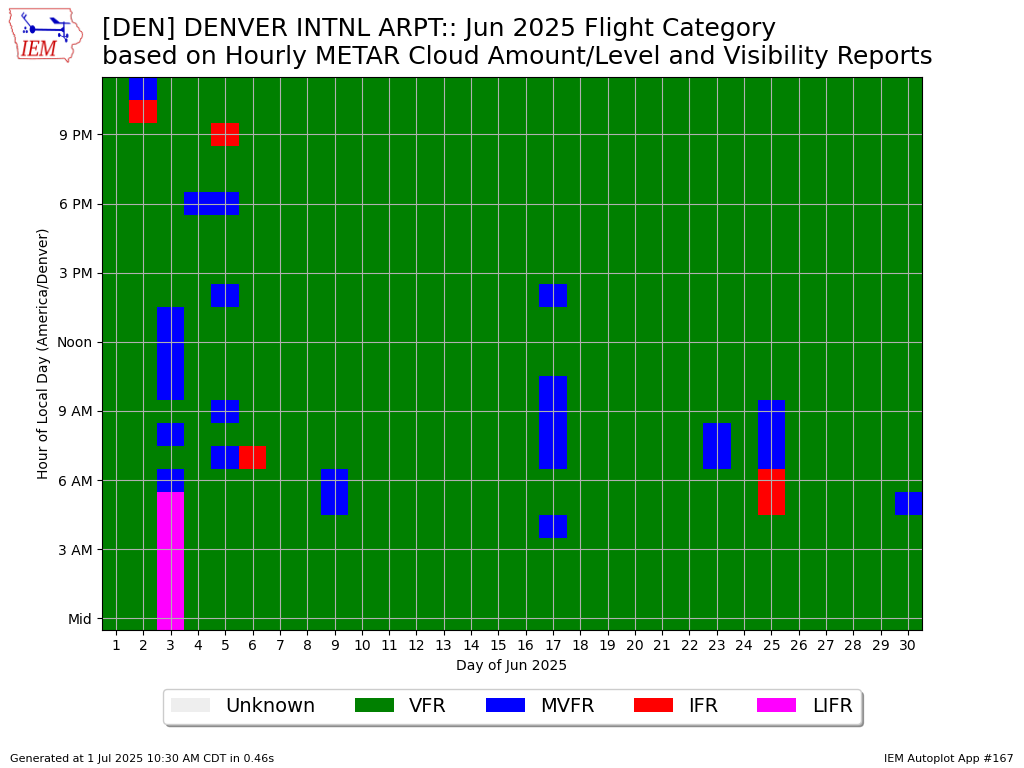 IEM
[DEN] DENVER INTNL ARPT:: Jun 2025 Flight Category
based on Hourly METAR Cloud Amount/Level and Visibility Reports
Hour of Local Day (America/Denver)
9 PM
6 PM
3 PM
Noon
9 AM
6 AM
3 AM
Mid
1 2 3 4 5 6 7 8 9 10 11 12 13 14 15 16 17 18 19 20 21 22 23 24 25 26 27 28 29 30
Day of Jun 2025
Unknown VFR MVFR IFR LIFR
Generated at 1 Jul 2025 10:30 AM CDT in 0.46s
IEM Autoplot App #167